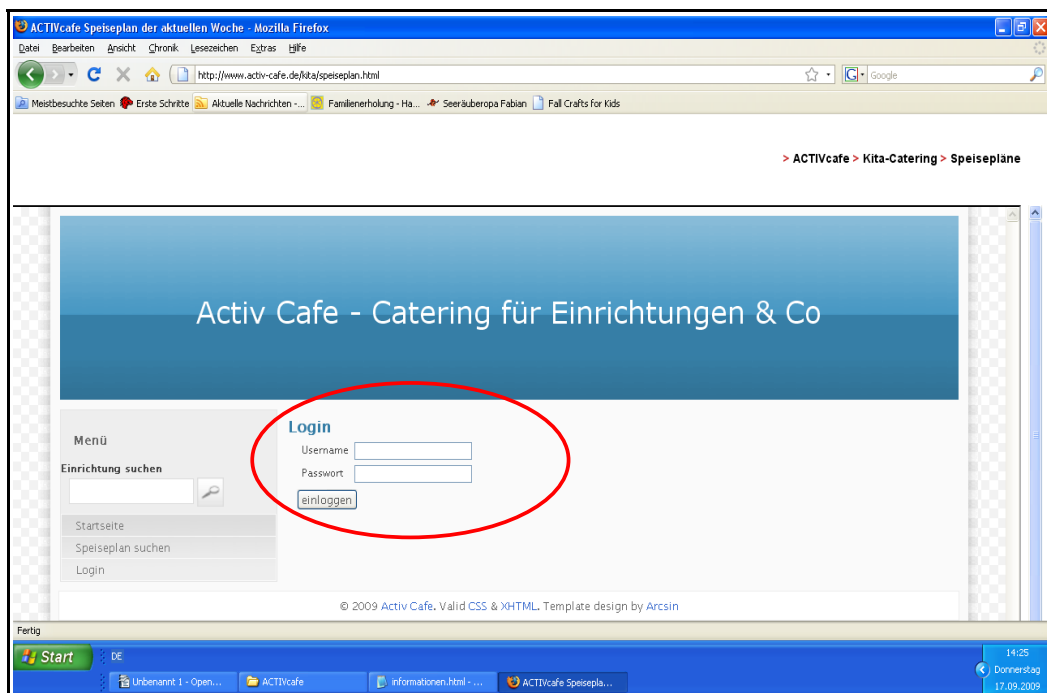 ACTIVcafe Speiseplan der aktuellen Woche - Mozilla Firefox
Datei Bearbeiten Ansicht Chronik Lesezeichen Extras Hilfe
http://www.activ-cafe.de/kita/speiseplan.html
G Google
Meistbesuchte Seiten Erste Schritte Aktuelle Nachrichten -... Familienerholung - Ha... Seeräuberopa Fabian Fall Crafts for Kids
> ACTIVcafe > Kita-Catering > Speisepläne
Activ Cafe - Catering für Einrichtungen & Co
Menü
Einrichtung suchen
Startseite
Speiseplan suchen
Login
Login
Username
Passwort
einloggen
© 2009 Activ Cafe. Valid CSS & XHTML. Template design by Arcsin
Fertig
Start DE
Unbenannt 1 - Open... ACTIVcafe informationen.html - ... ACTIVcafe Speisepla...
14:25
Donnerstag
17.09.2009